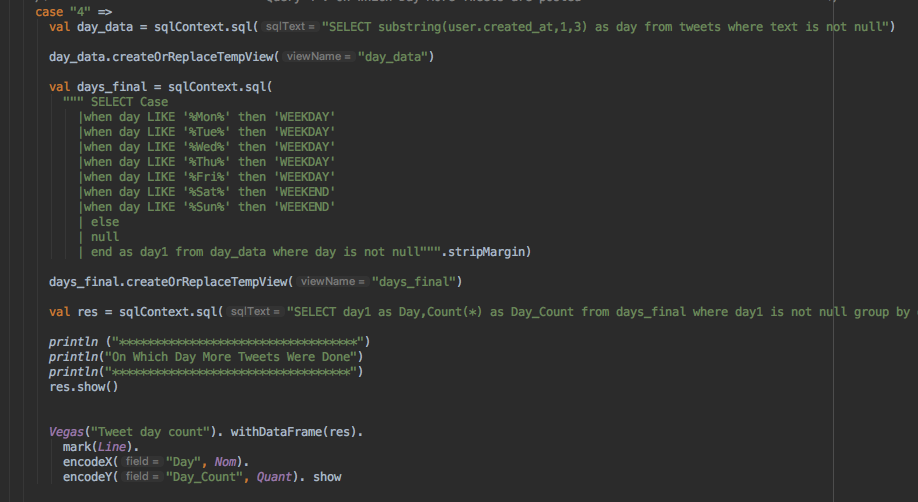 case "4" =>
val day_data = sqlContext.sql( sqlText = "SELECT substring(user.created_at,1,3) as day from tweets where text is not null")
day_data.createOrReplaceTempView( viewName = "day_data")
val days_final = sqlContext.sql(
""" SELECT Case
|when day LIKE '%Mon%' then 'WEEKDAY'
|when day LIKE '%Tue%' then 'WEEKDAY'
|when day LIKE '%Wed%' then 'WEEKDAY'
|when day LIKE '%Thu%' then 'WEEKDAY'
|when day LIKE '%Fri%' then 'WEEKDAY'
|when day LIKE '%Sat%' then 'WEEKEND'
|when day LIKE '%Sun%' then 'WEEKEND'
| else
| null
| end as day1 from day_data where day is not null""".stripMargin)
days_final.createOrReplaceTempView( viewName = "days_final")
val res = sqlContext.sql( sqlText = "SELECT day1 as Day,Count(*) as Day_Count from days_final where day1 is not null group by
println ("**********************************")
println("On Which Day More Tweets Were Done")
println("**********************************")
res.show()
Vegas("Tweet day count"). withDataFrame(res).
mark(Line).
encodeX( field = "Day", Nom).
encodeY( field = "Day_Count", Quant). show